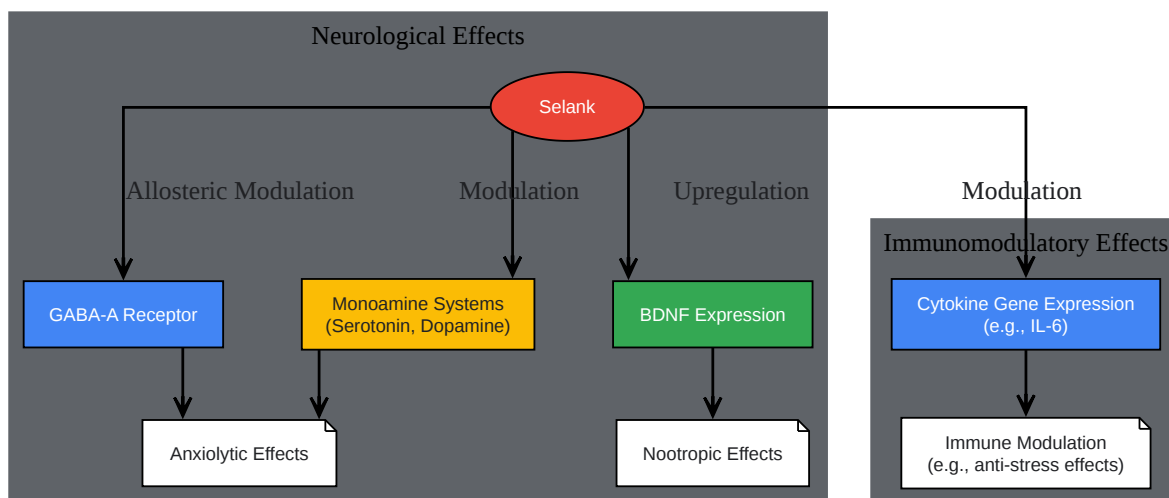 Neurological Effects
Selank
Allosteric Modulation
Modulation
Upregulation
Modulation
Immunomodulatory Effects
GABA-A Receptor
Monoamine Systems
(Serotonin, Dopamine)
BDNF Expression
Cytokine Gene Expression
(e.g., IL-6)
Anxiolytic Effects
Nootropic Effects
Immune Modulation
(e.g., anti-stress effects)